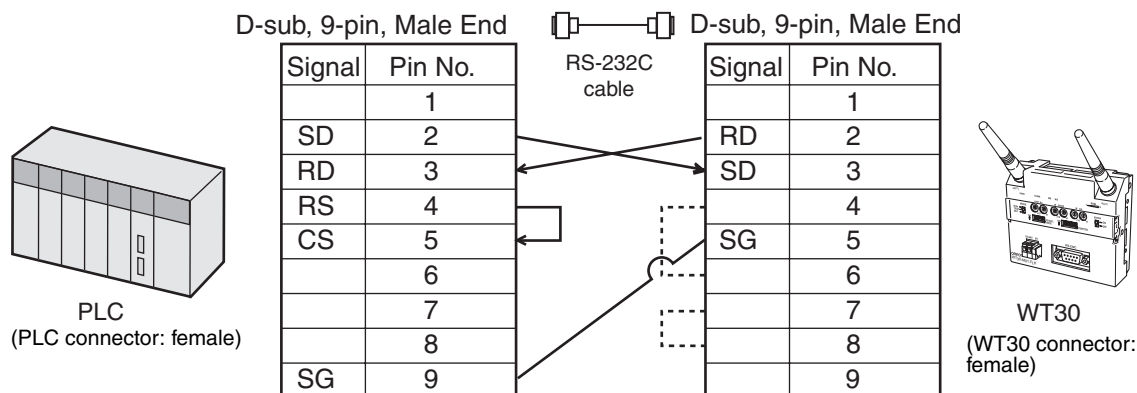 D-sub, 9-pin, Male End
D-sub, 9-pin, Male End
RS-232C
cable
Signal Pin No.
1
SD 2
RD 3
RS 4
CS 5
6
7
8
SG 9
Signal Pin No.
1
RD 2
SD 3
4
SG 5
6
7
8
9
PLC
(PLC connector: female)
WT30
(WT30 connector:
female)